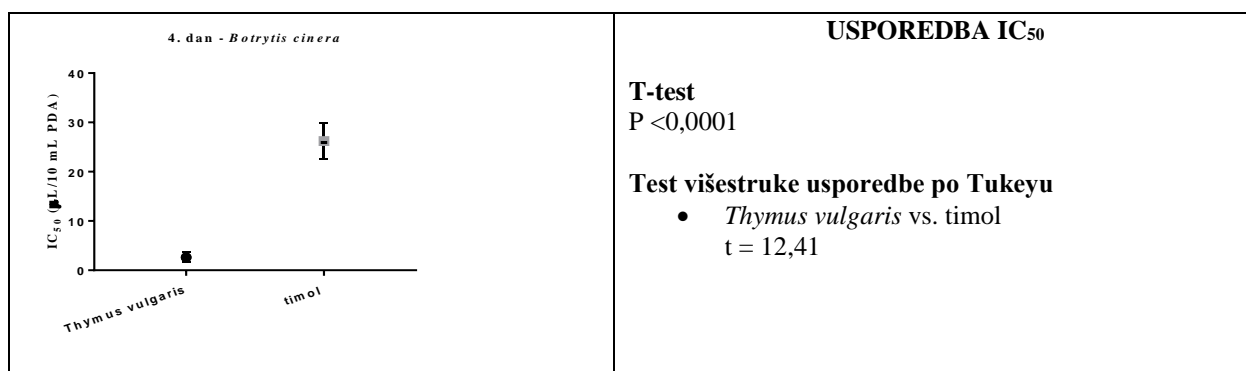 4. dan - Botrytis cinera
40
30
20
10
0
IC50 (µL/10 mL PDA)
Thymus vulgaris
timol
USPOREDBA IC50
T-test
P <0,0001
Test višestruke usporedbe po Tukeyu
• Thymus vulgaris vs. timol
t = 12,41